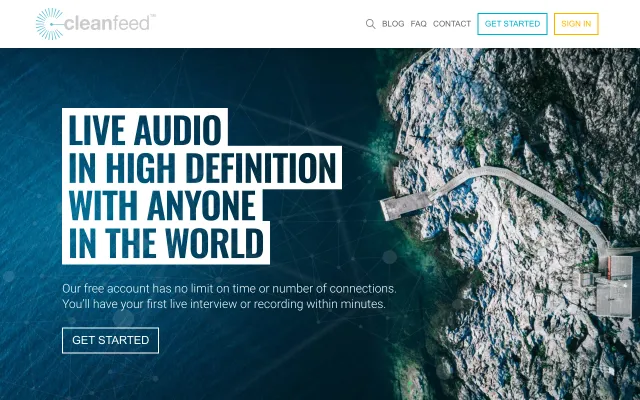 cleanfeed™
BLOG FAQ CONTACT GET STARTED SIGN IN
LIVE AUDIO
IN HIGH DEFINITION
WITH ANYONE
IN THE WORLD
Our free account has no limit on time or number of connections.
You'll have your first live interview or recording within minutes.
GET STARTED